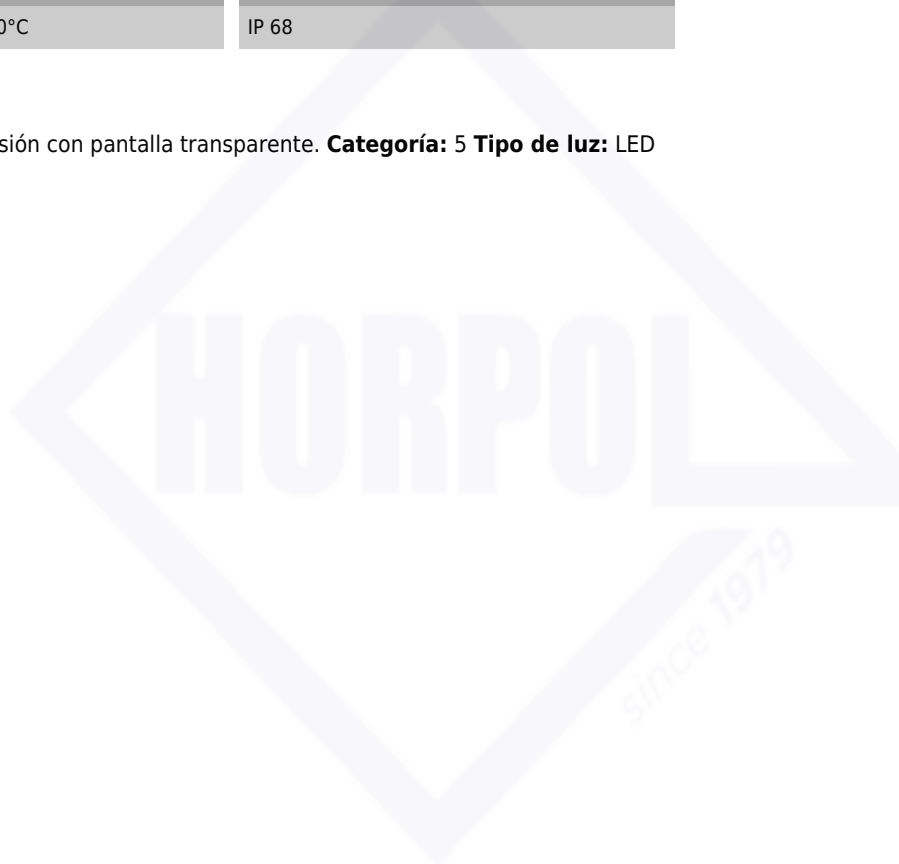 0°C IP 68
sión con pantalla transparente. Categoría: 5 Tipo de luz: LED
HORPOL
since 1979